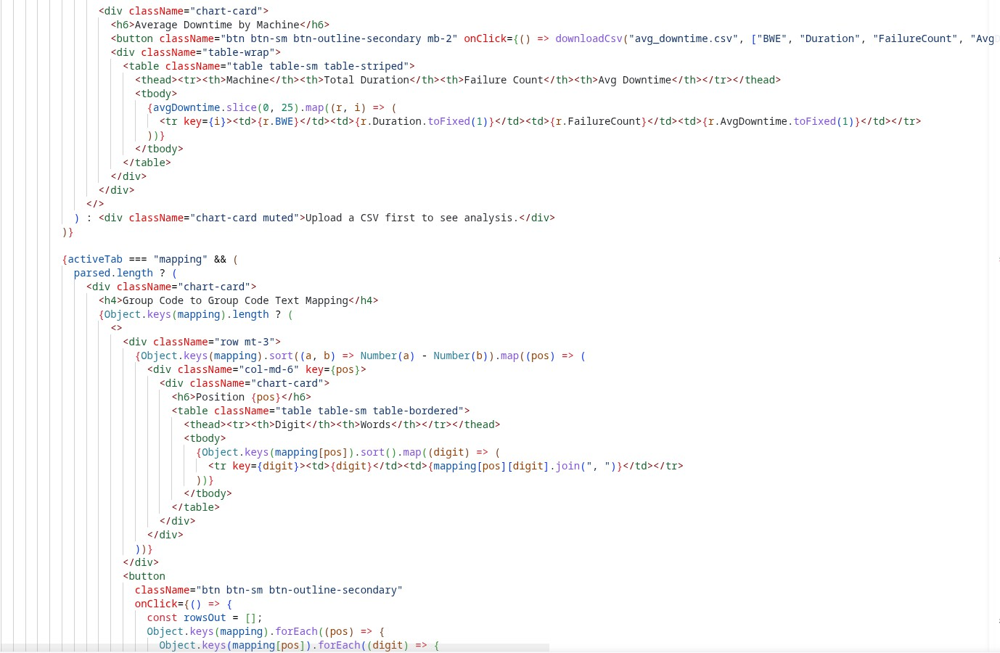 <div className="chart-card">
<h6>Average Downtime by Machine</h6>
<button className="btn btn-sm btn-outline-secondary mb-2" onClick={() => downloadCsv("avg_downtime.csv", ["BWE", "Duration", "FailureCount", "Avg
<div className="table-wrap">
<table className="table table-sm table-striped">
<thead><tr><th>Machine</th><th>Total Duration</th><th>Failure Count</th><th>Avg Downtime</th></tr></thead>
<tbody>
{avgDowntime.slice(0, 25).map((r, i) => (
<tr key={i}><td>{r.BWE}</td><td>{r.Duration.toFixed(1)}</td><td>{r.FailureCount}</td><td>{r.AvgDowntime.toFixed(1)}</td></tr>
))}
</tbody>
</table>
</div>
</div>
</>
) : <div className="chart-card muted">Upload a CSV first to see analysis.</div>
)}
{activeTab === "mapping" && (
parsed.length ? (
<div className="chart-card">
<h4>Group Code to Group Code Text Mapping</h4>
{Object.keys(mapping).length ? (
<>
<div className="row mt-3">
{Object.keys(mapping).sort((a, b) => Number(a) - Number(b)).map((pos) => (
<div className="col-md-6" key={pos}>
<div className="chart-card">
<h6>Position {pos}</h6>
<table className="table table-sm table-bordered">
<thead><tr><th>Digit</th><th>Words</th></tr></thead>
<tbody>
{Object.keys(mapping[pos]).sort().map((digit) => (
<tr key={digit}><td>{digit}</td><td>{mapping[pos][digit].join(", ")}</td></tr>
))}
</tbody>
</table>
</div>
</div>
))}
</div>
<button
className="btn btn-sm btn-outline-secondary"
onClick={() => {
const rowsOut = [];
Object.keys(mapping).forEach((pos) => {
Object.keys(mapping[pos]).forEach((digit) => {